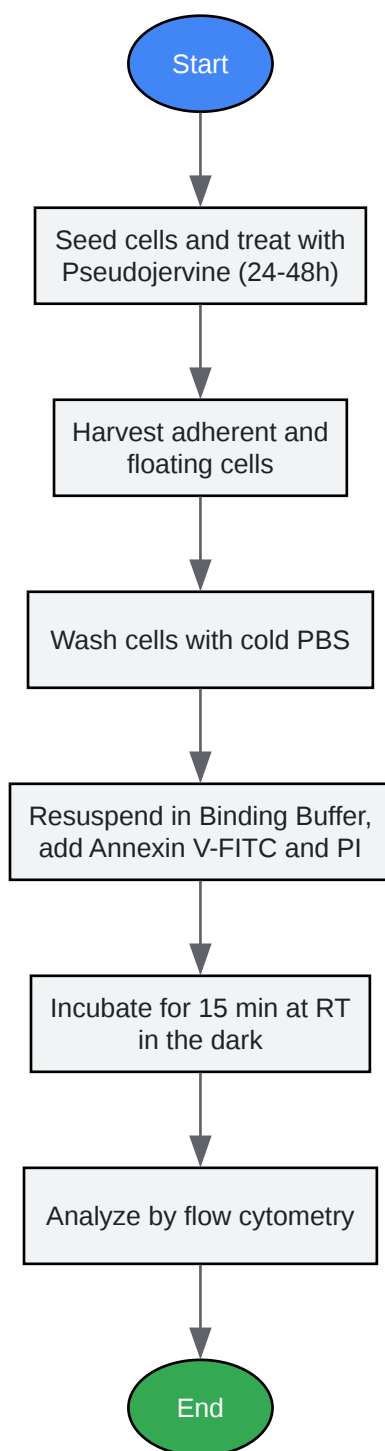 Start
Seed cells and treat with
Pseudojervine (24-48h)
Harvest adherent and
floating cells
Wash cells with cold PBS
Resuspend in Binding Buffer,
add Annexin V-FITC and PI
Incubate for 15 min at RT
in the dark
Analyze by flow cytometry
End